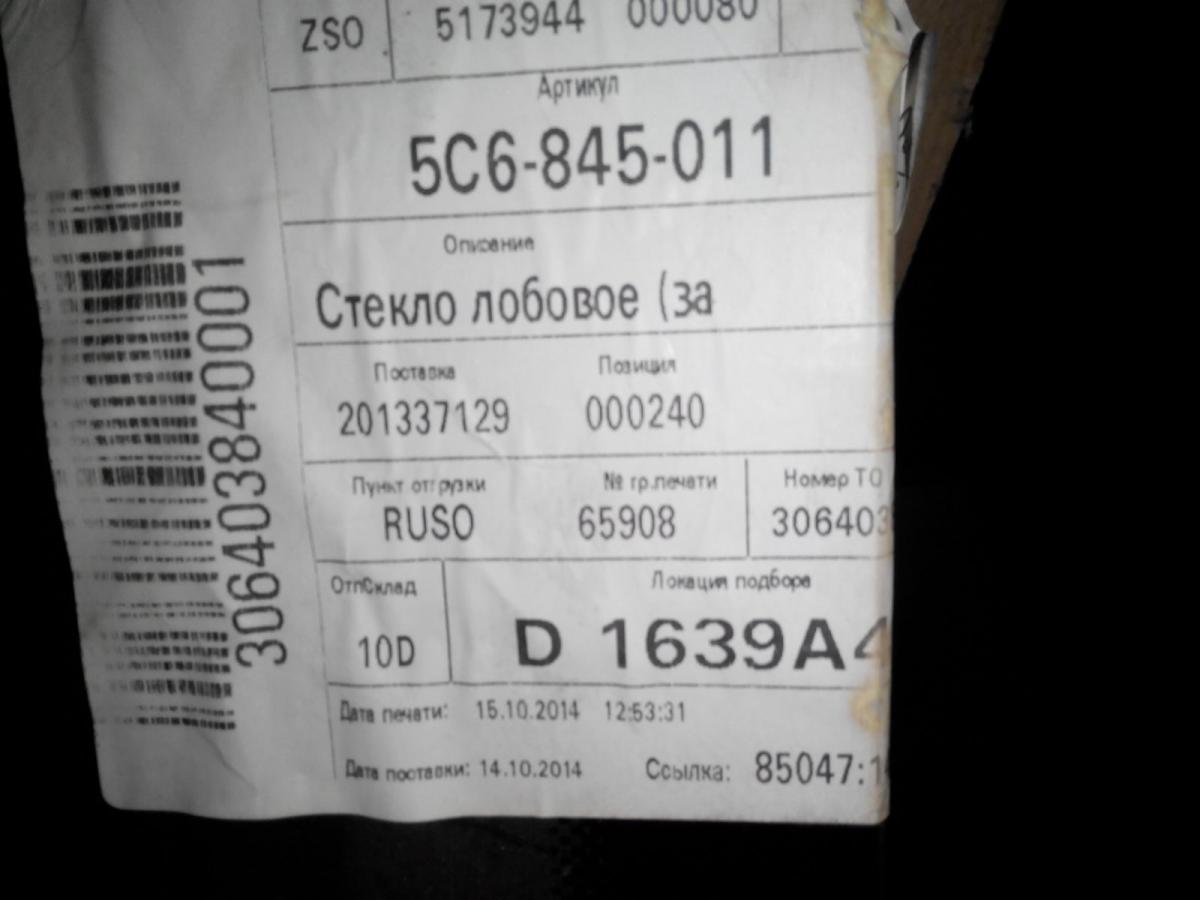 ZSO 5173944 000080
Артикул
5C6-845-011
Описание
Стекло лобовое (за
Поставка Позиция
201337129 000240
Пункт отгрузки № гр.печати Номер ТО
RUSO 65908 306403
ОтпСклад Локация подбора
10D D 1639A4
Дата печати: 15.10.2014 12:53:31
Дата поставки: 14.10.2014 Ссылка: 85047:1
306403840001